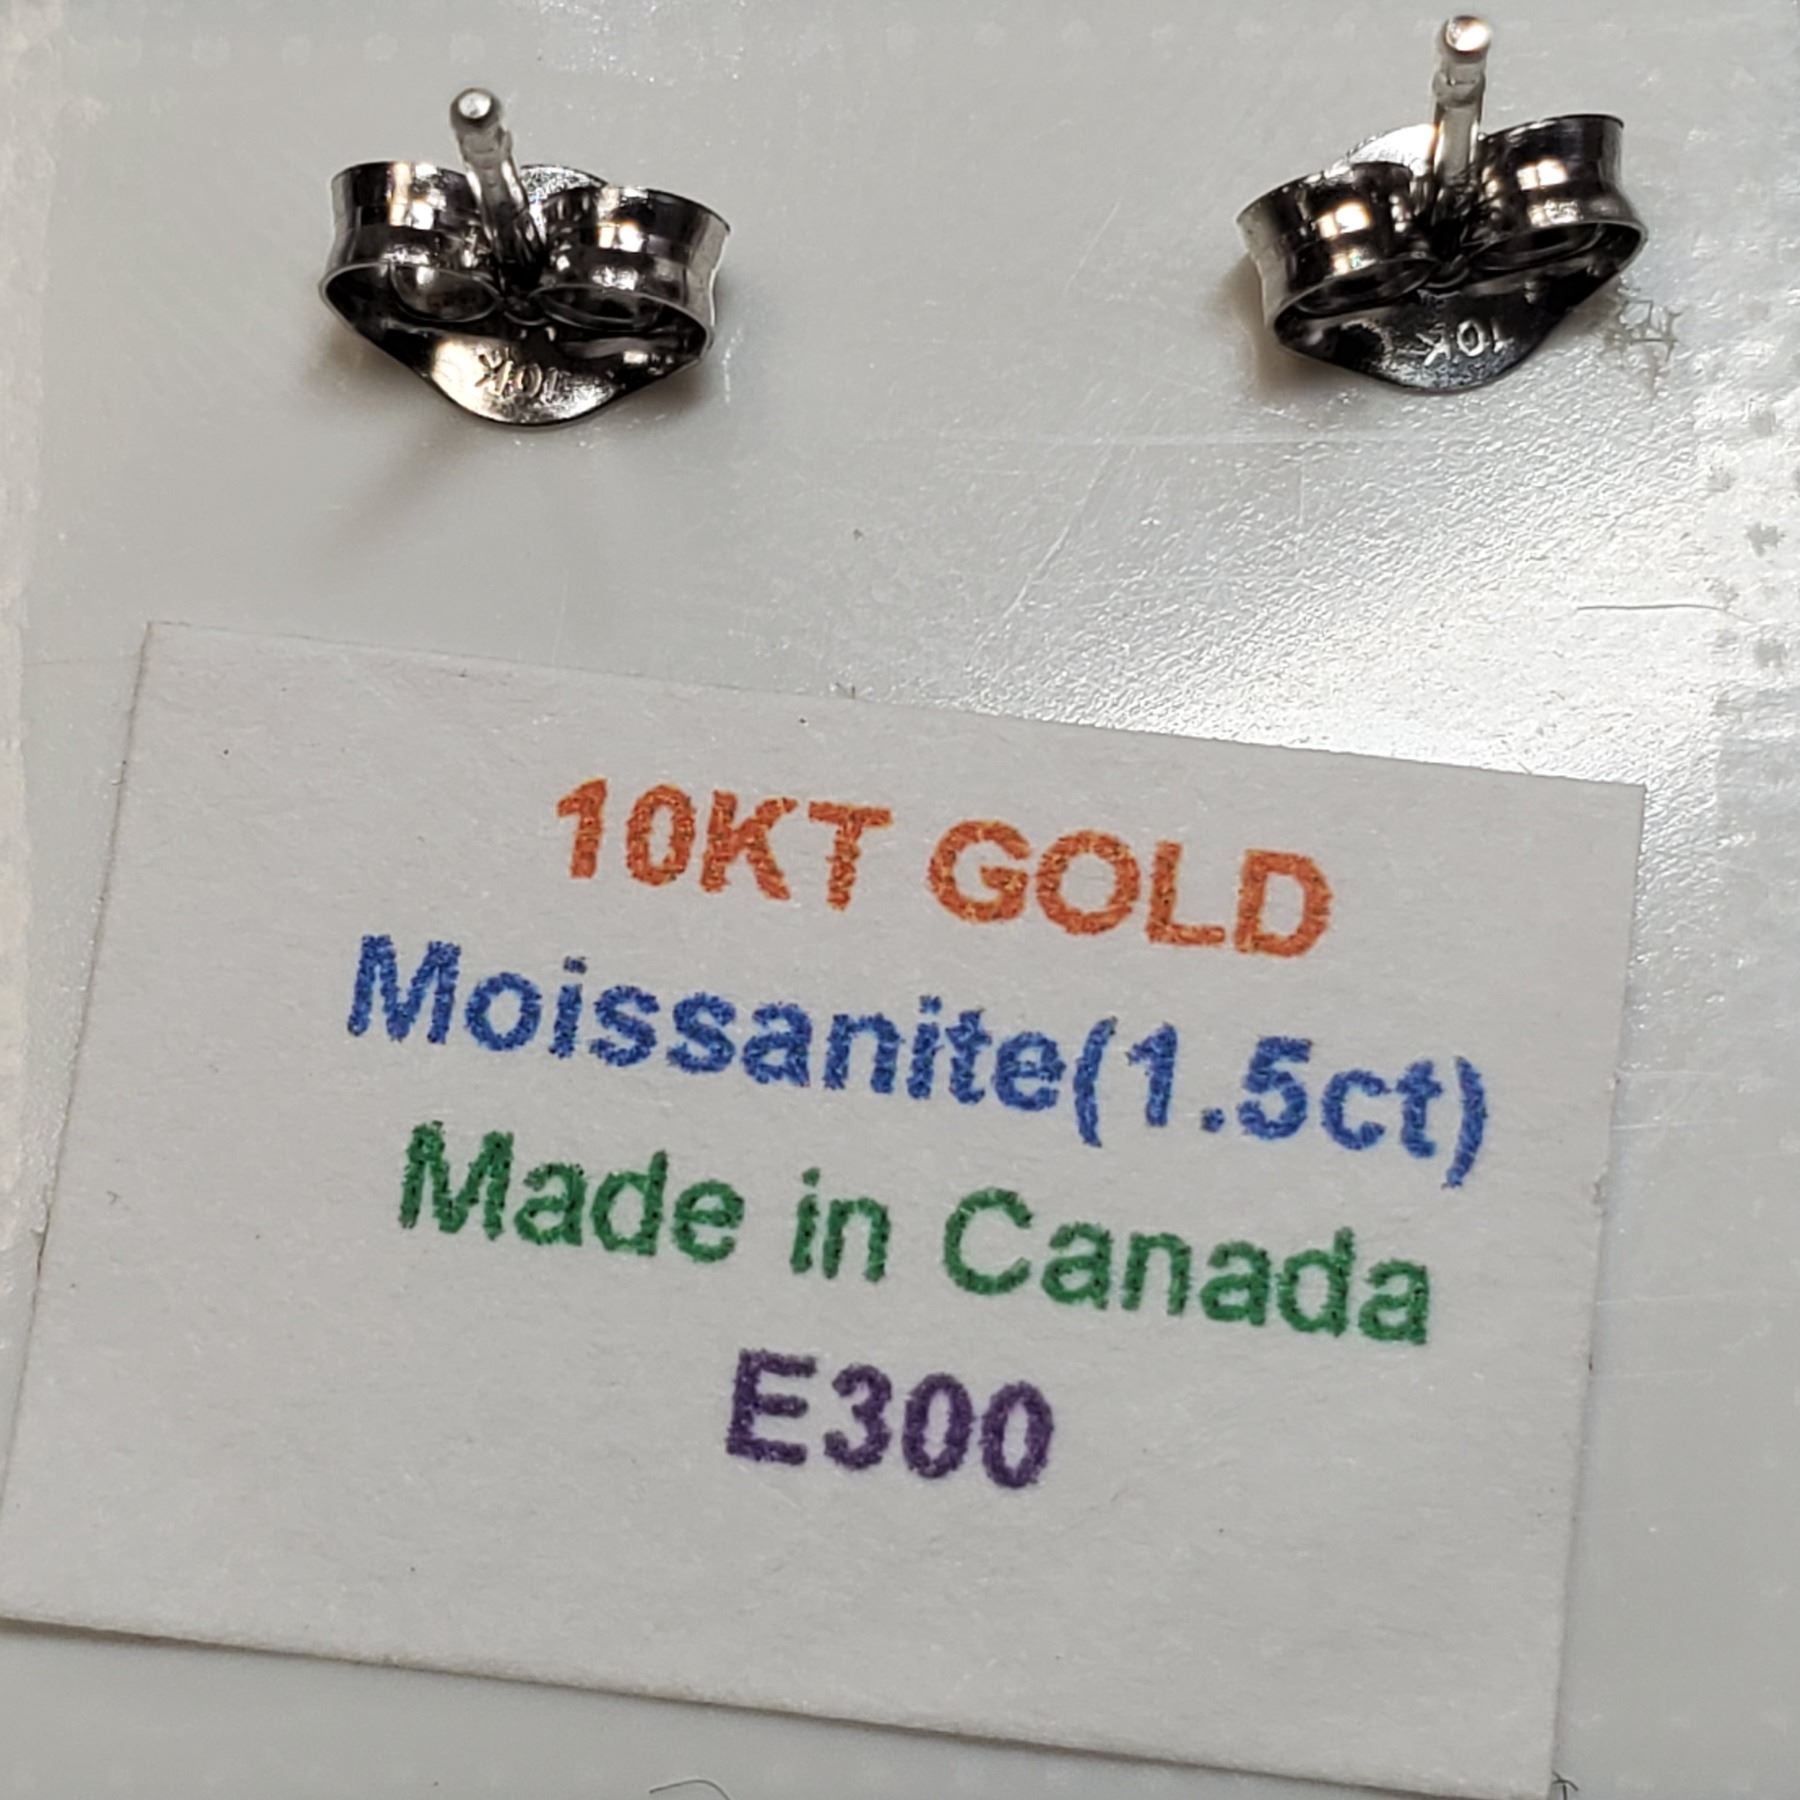 10K
10K
10KT GOLD
Moissanite(1.5ct)
Made in Canada
E300